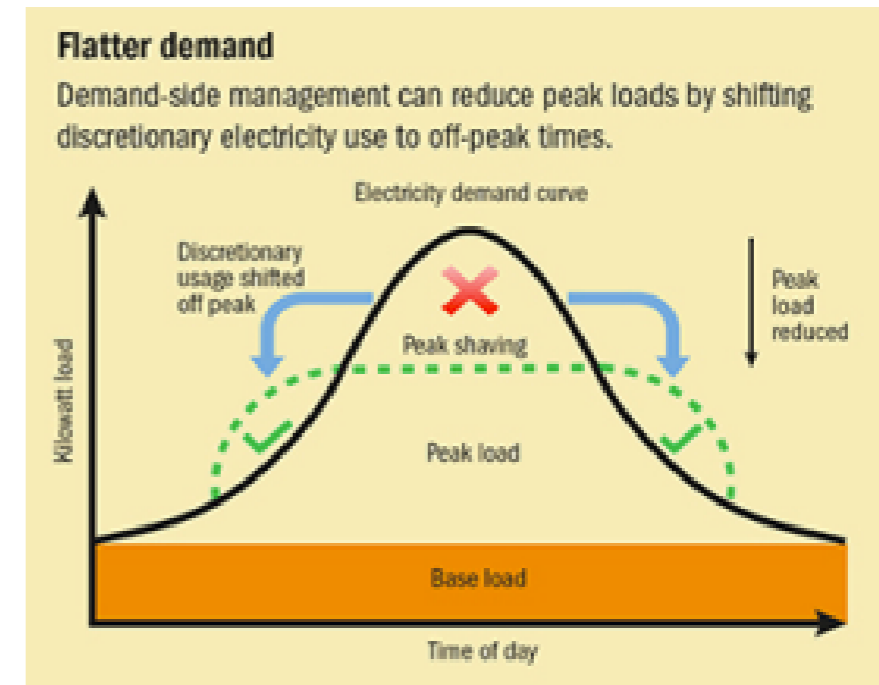 Flatter demand
Demand-side management can reduce peak loads by shifting
discretionary electricity use to off-peak times.
Electricity demand curve
Discretionary
usage shifted
off peak
Peak
load
reduced
Peak shaving
Kilowatt load
Peak load
Base load
Time of day